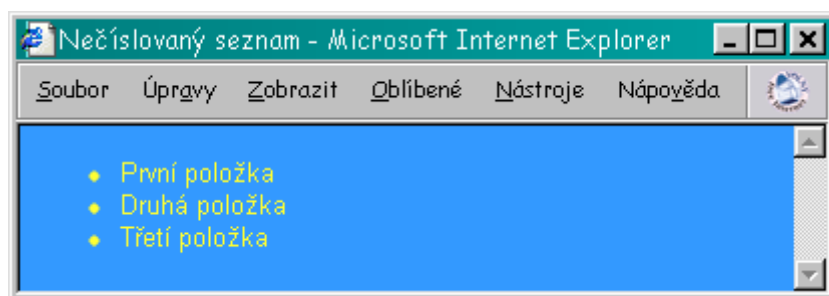 Nečíslovaný seznam - Microsoft Internet Explorer
Soubor Úpravy Zobrazit Oblíbené Nástroje Nápověda
První položka
Druhá položka
Třetí položka